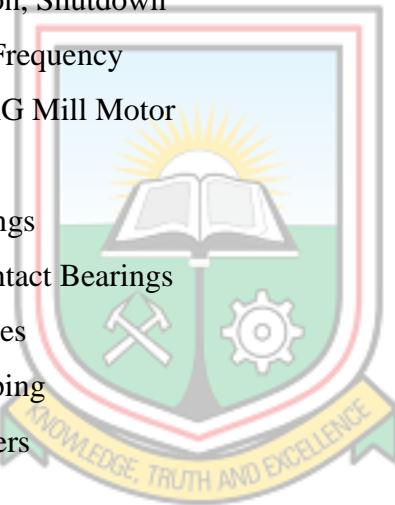 on, Shutdown
Frequency
G Mill Motor
ngs
ntact Bearings
es
ping
ers
KNOWLEDGE, TRUTH AND EXCELLENCE